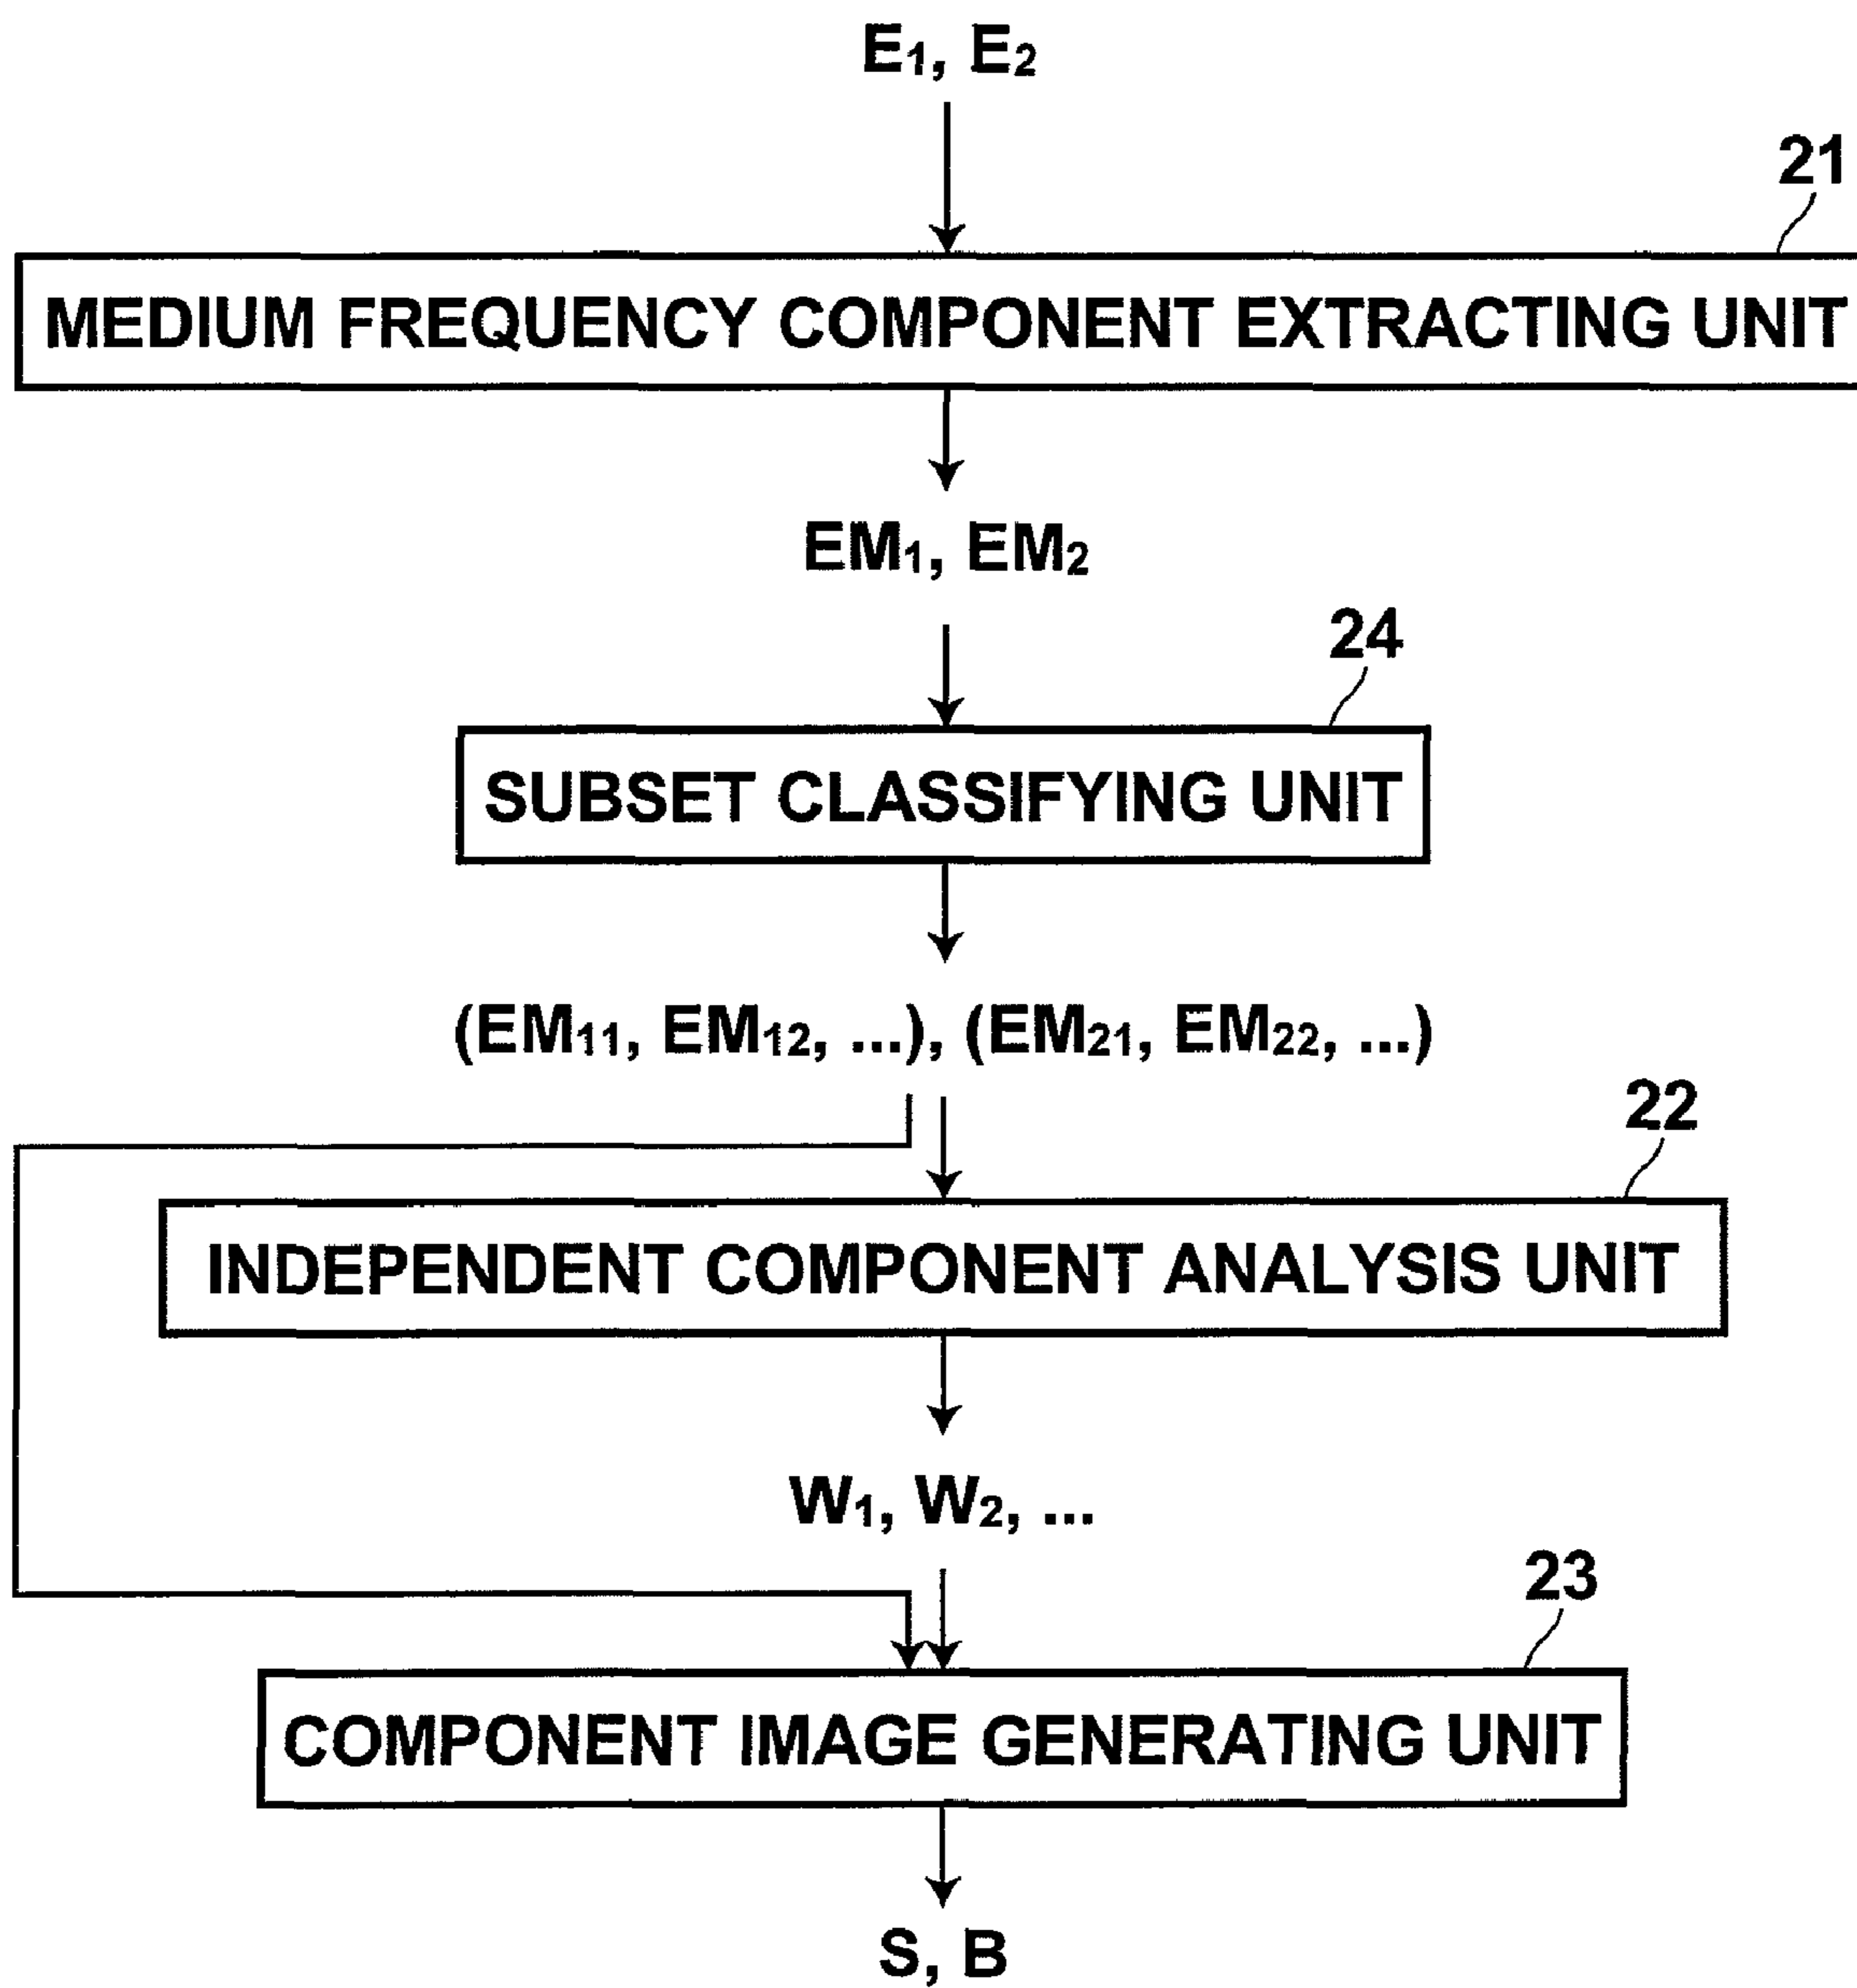 E₁, E₂
21
MEDIUM FREQUENCY COMPONENT EXTRACTING UNIT
EM₁, EM₂
24
SUBSET CLASSIFYING UNIT
(EM₁₁, EM₁₂, ...), (EM₂₁, EM₂₂, ...)
22
INDEPENDENT COMPONENT ANALYSIS UNIT
W₁, W₂, ...
23
COMPONENT IMAGE GENERATING UNIT
S, B